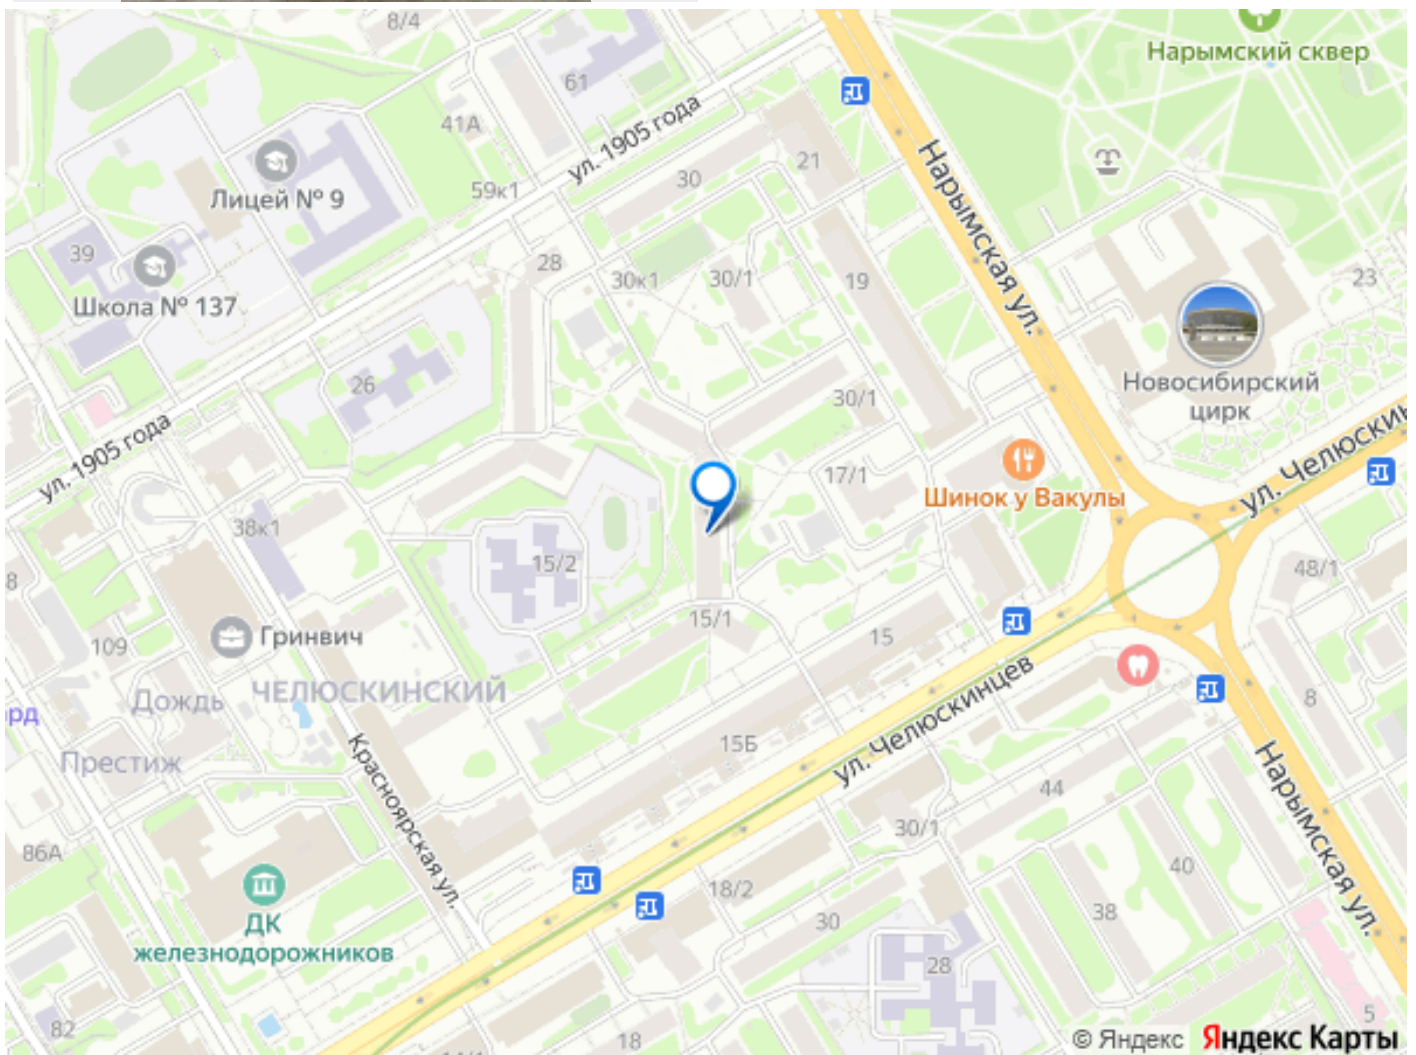 8/4
Нарымский сквер
61
41А
ул. 1905 года
21
Лицей № 9
59к1
30
Нарымская ул.
39
Школа № 137
28
30к1
30/1
19
23
26
Новосибирский
цирк
30/1
ул. 1905 года
17/1
Шинок у Вакулы
ул. Челюскин
38к1
15/2
48/1
8
Гринвич
109
15/1
15
Дождь
ЧЕЛЮСКИНСКИЙ
рд
8
Престиж
15Б
ул. Челюскинцев
Красноярская ул.
44
Нарымская ул.
86А
30/1
40
18/2
38
30
ДК
железнодорожников
28
82
18
5
© Яндекс Яндекс Карты